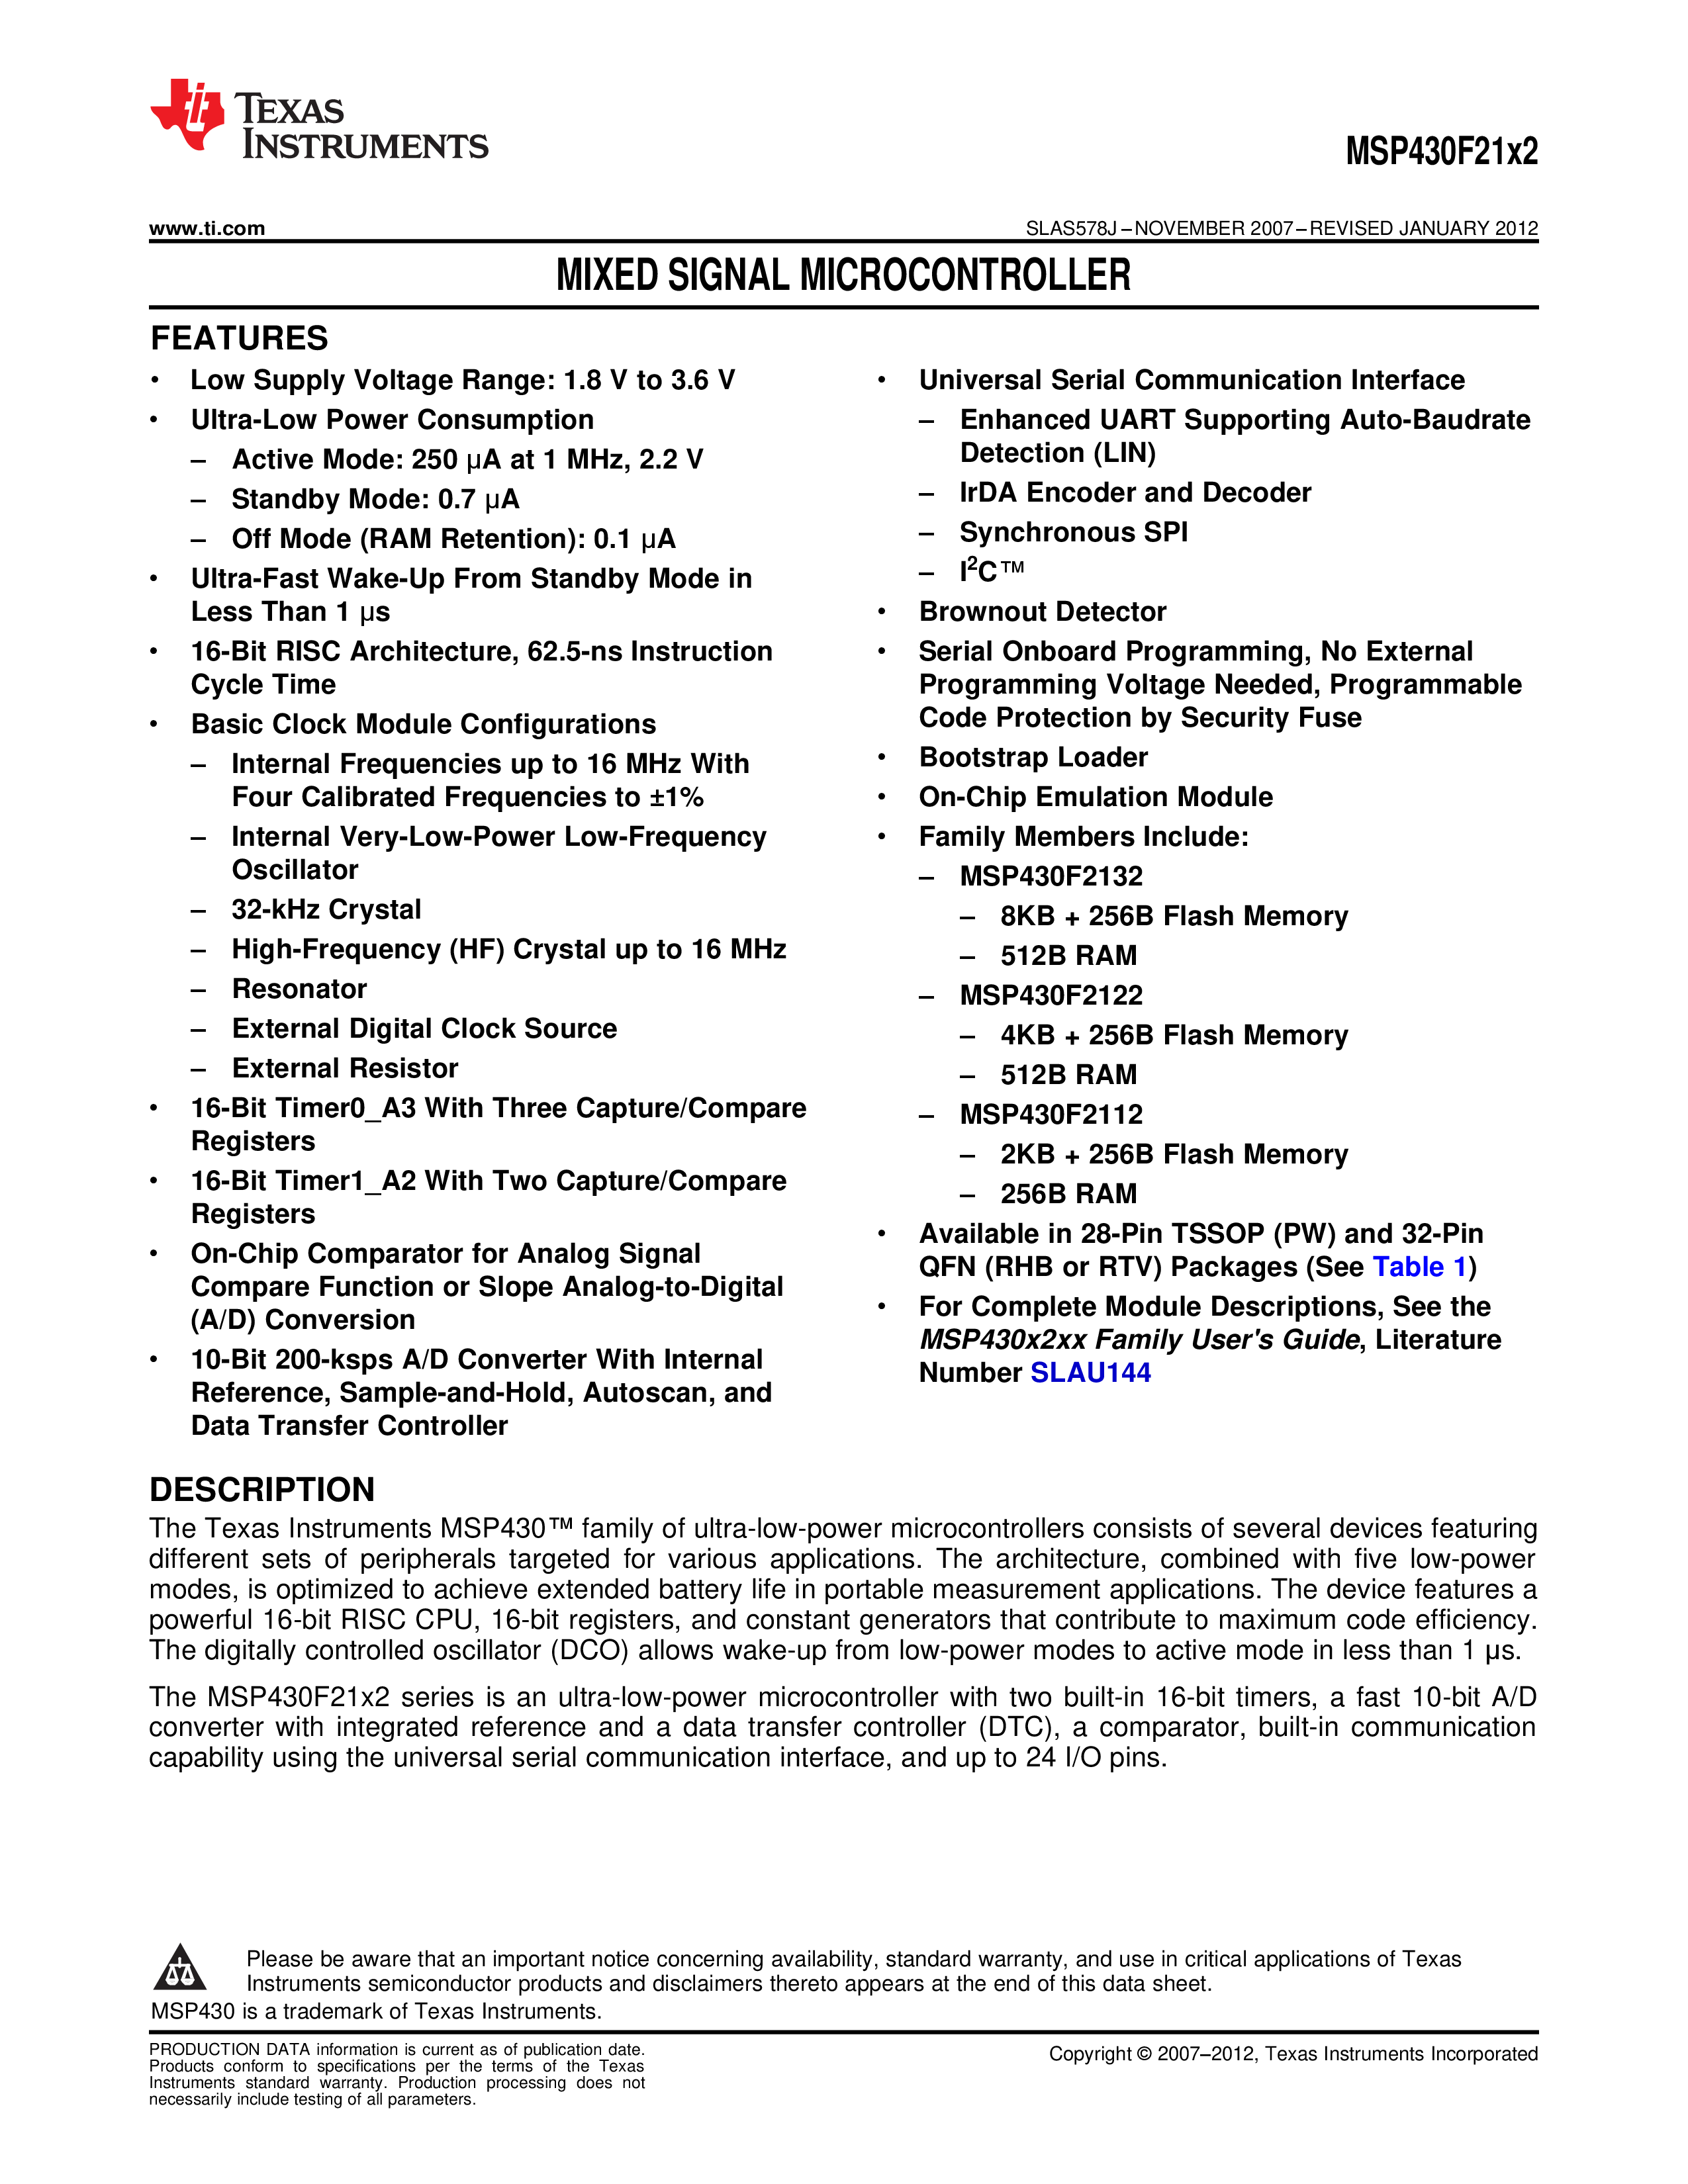 TEXAS
INSTRUMENTS
MSP430F21x2
www.ti.com
SLAS578J – NOVEMBER 2007 – REVISED JANUARY 2012
MIXED SIGNAL MICROCONTROLLER
FEATURES
• Low Supply Voltage Range: 1.8 V to 3.6 V
• Ultra-Low Power Consumption
– Active Mode: 250 µA at 1 MHz, 2.2 V
– Standby Mode: 0.7 µA
– Off Mode (RAM Retention): 0.1 µA
• Ultra-Fast Wake-Up From Standby Mode in
Less Than 1 µs
• 16-Bit RISC Architecture, 62.5-ns Instruction
Cycle Time
• Basic Clock Module Configurations
– Internal Frequencies up to 16 MHz With
Four Calibrated Frequencies to ±1%
– Internal Very-Low-Power Low-Frequency
Oscillator
– 32-kHz Crystal
– High-Frequency (HF) Crystal up to 16 MHz
– Resonator
– External Digital Clock Source
– External Resistor
• 16-Bit Timer0_A3 With Three Capture/Compare
Registers
• 16-Bit Timer1_A2 With Two Capture/Compare
Registers
• On-Chip Comparator for Analog Signal
Compare Function or Slope Analog-to-Digital
(A/D) Conversion
• 10-Bit 200-ksps A/D Converter With Internal
Reference, Sample-and-Hold, Autoscan, and
Data Transfer Controller
• Universal Serial Communication Interface
– Enhanced UART Supporting Auto-Baudrate
Detection (LIN)
– IrDA Encoder and Decoder
– Synchronous SPI
– I²C™
• Brownout Detector
• Serial Onboard Programming, No External
Programming Voltage Needed, Programmable
Code Protection by Security Fuse
• Bootstrap Loader
• On-Chip Emulation Module
• Family Members Include:
– MSP430F2132
– 8KB + 256B Flash Memory
– 512B RAM
– MSP430F2122
– 4KB + 256B Flash Memory
– 512B RAM
– MSP430F2112
– 2KB + 256B Flash Memory
– 256B RAM
• Available in 28-Pin TSSOP (PW) and 32-Pin
QFN (RHB or RTV) Packages (See Table 1)
• For Complete Module Descriptions, See the
MSP430x2xx Family User's Guide, Literature
Number SLAU144
DESCRIPTION
The Texas Instruments MSP430™ family of ultra-low-power microcontrollers consists of several devices featuring
different sets of peripherals targeted for various applications. The architecture, combined with five low-power
modes, is optimized to achieve extended battery life in portable measurement applications. The device features a
powerful 16-bit RISC CPU, 16-bit registers, and constant generators that contribute to maximum code efficiency.
The digitally controlled oscillator (DCO) allows wake-up from low-power modes to active mode in less than 1 µs.
The MSP430F21x2 series is an ultra-low-power microcontroller with two built-in 16-bit timers, a fast 10-bit A/D
converter with integrated reference and a data transfer controller (DTC), a comparator, built-in communication
capability using the universal serial communication interface, and up to 24 I/O pins.
Please be aware that an important notice concerning availability, standard warranty, and use in critical applications of Texas
Instruments semiconductor products and disclaimers thereto appears at the end of this data sheet.
MSP430 is a trademark of Texas Instruments.
PRODUCTION DATA information is current as of publication date.
Products conform to specifications per the terms of the Texas
Instruments standard warranty. Production processing does not
necessarily include testing of all parameters.
Copyright © 2007–2012, Texas Instruments Incorporated